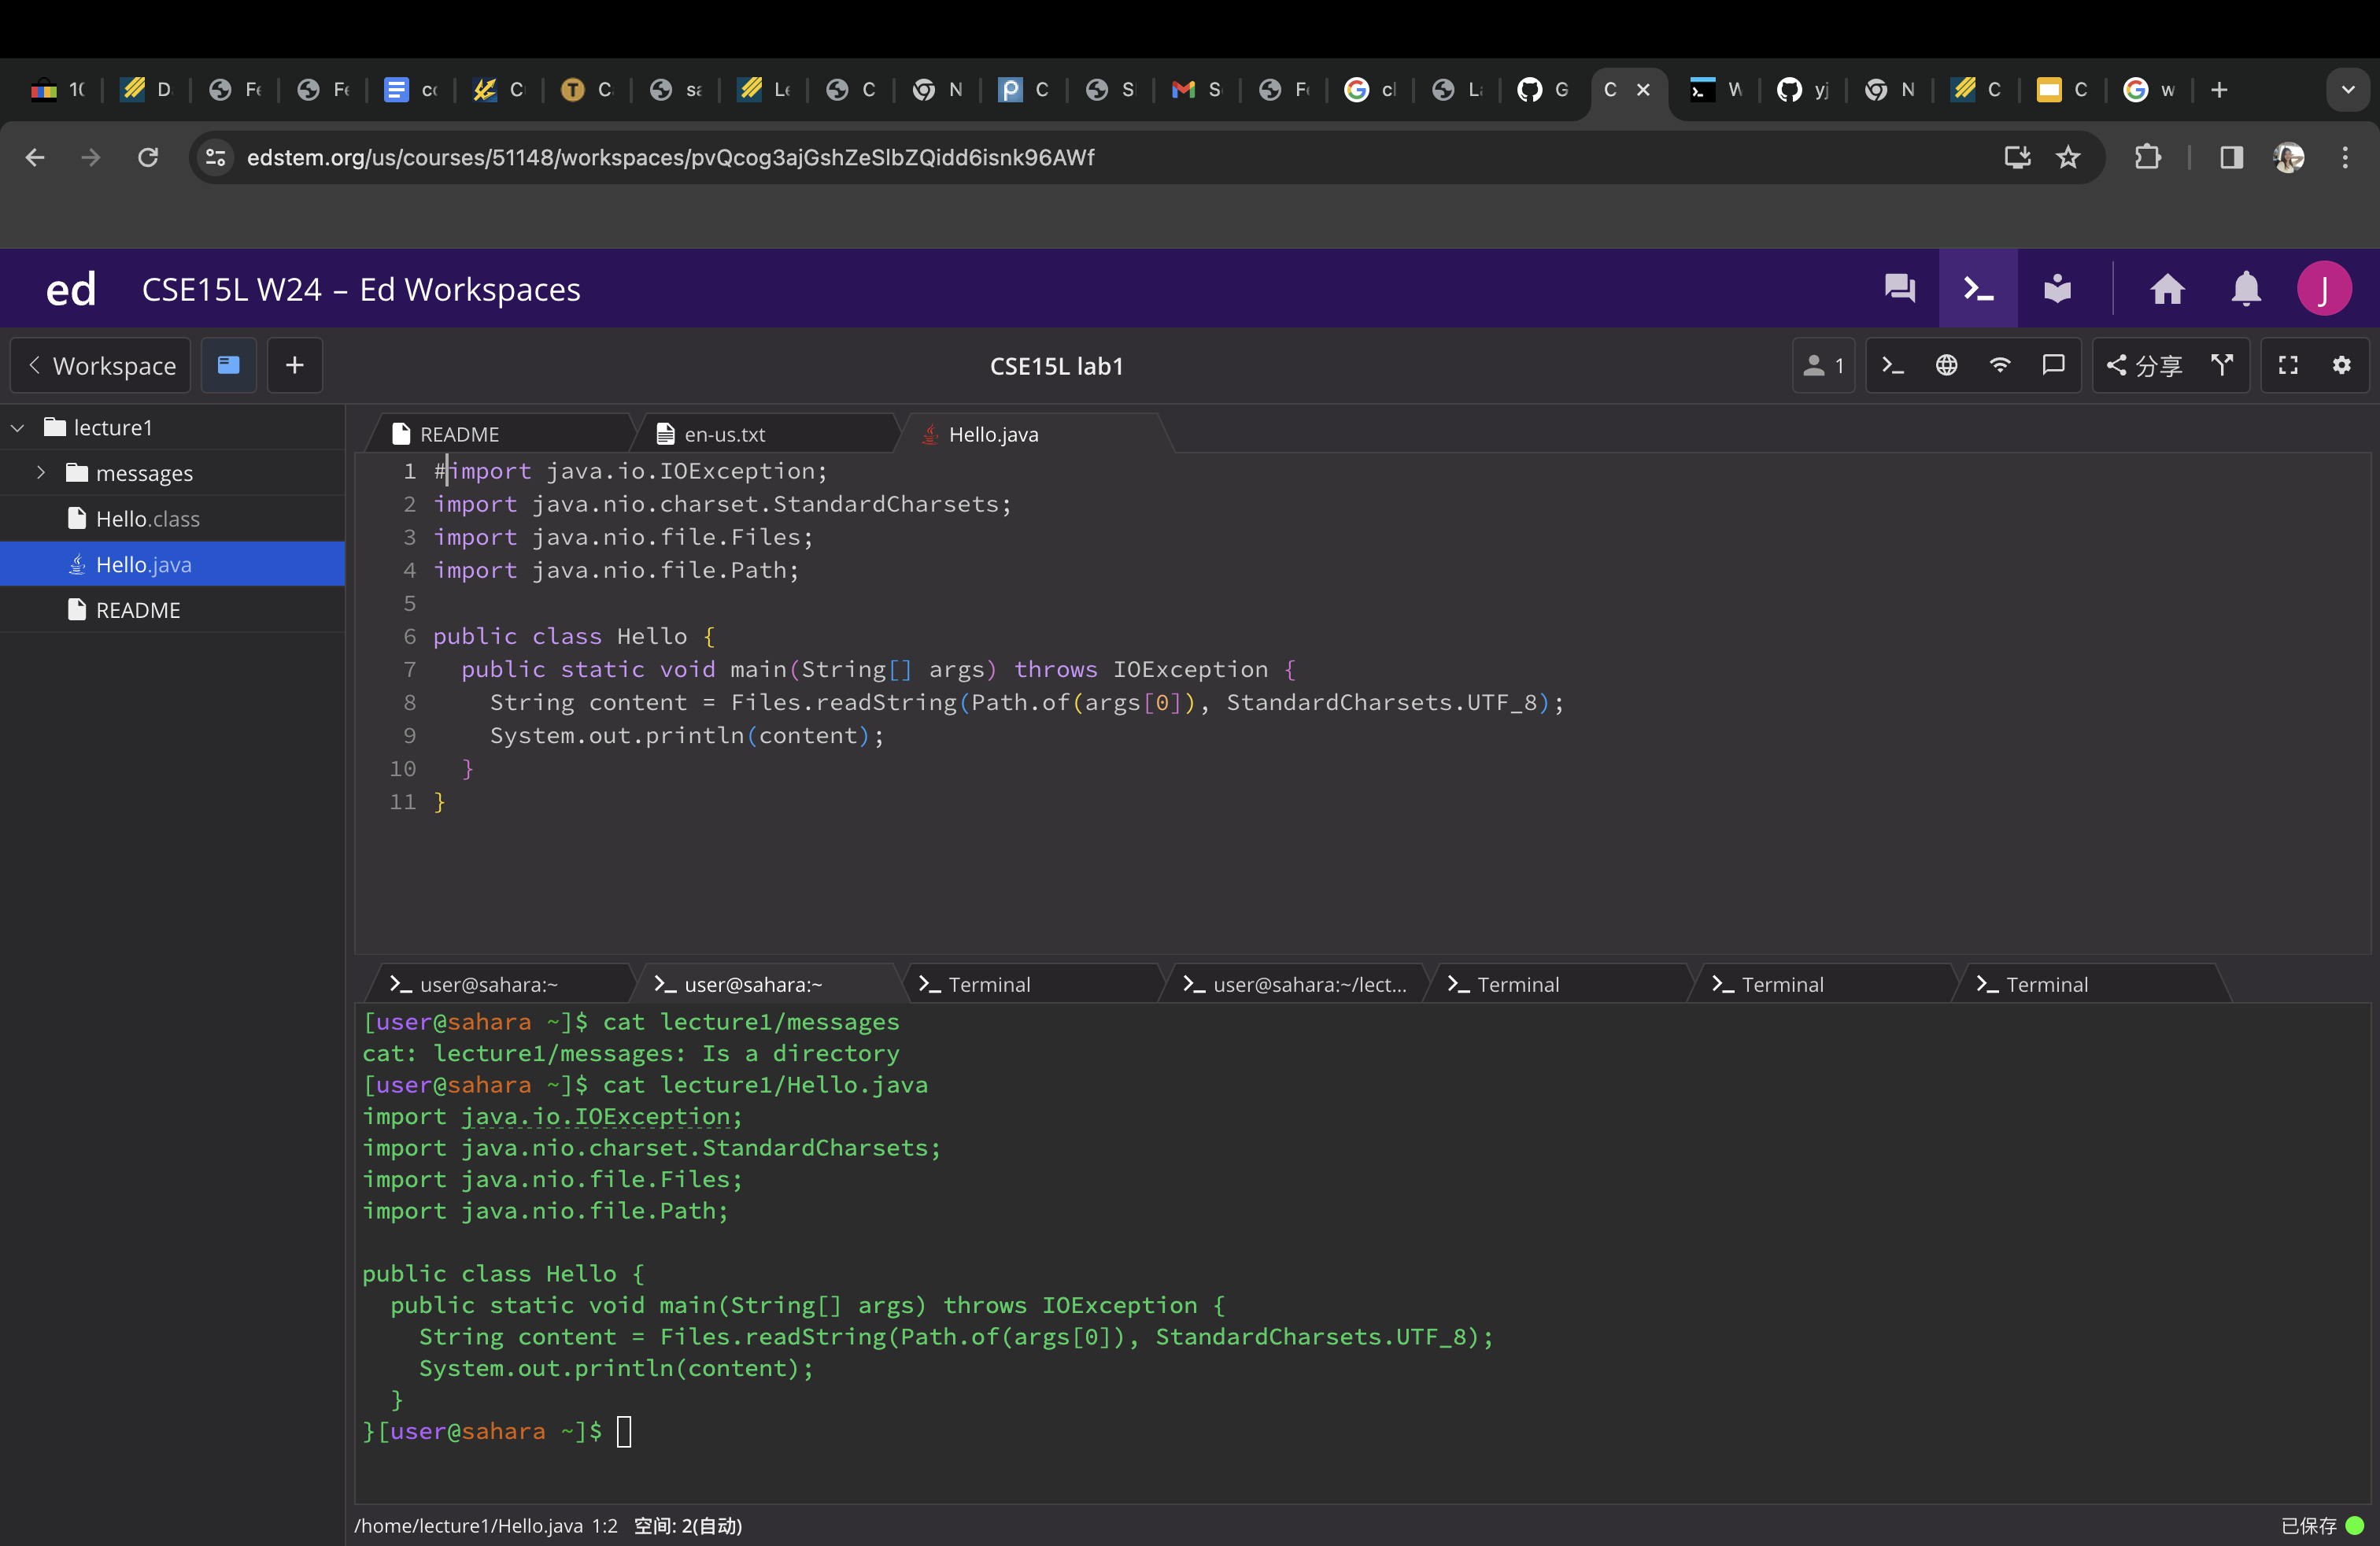 10
D
Fe
Fe
cc
C
T
C
sa
Le
C
N
p
C
S
S
Fe
cl
La
G
C
W
yj
N
C
C
w
edstem.org/us/courses/51148/workspaces/pvQcog3ajGshZeSlbZQidd6isnk96AWf
ed CSE15L W24 – Ed Workspaces
J
Workspace
CSE15L lab1
1
分享
lecture1
messages
Hello.class
Hello.java
README
README
en-us.txt
Hello.java
1 #import java.io.IOException;
2 import java.nio.charset.StandardCharsets;
3 import java.nio.file.Files;
4 import java.nio.file.Path;
5
6 public class Hello {
7   public static void main(String[] args) throws IOException {
8     String content = Files.readString(Path.of(args[0]), StandardCharsets.UTF_8);
9     System.out.println(content);
10   }
11 }
user@sahara:~
user@sahara:~
Terminal
user@sahara:~/lect...
Terminal
Terminal
Terminal
[user@sahara ~]$ cat lecture1/messages
cat: lecture1/messages: Is a directory
[user@sahara ~]$ cat lecture1/Hello.java
import java.io.IOException;
import java.nio.charset.StandardCharsets;
import java.nio.file.Files;
import java.nio.file.Path;

public class Hello {
  public static void main(String[] args) throws IOException {
    String content = Files.readString(Path.of(args[0]), StandardCharsets.UTF_8);
    System.out.println(content);
  }
}[user@sahara ~]$
/home/lecture1/Hello.java 1:2 空间: 2(自动)
已保存